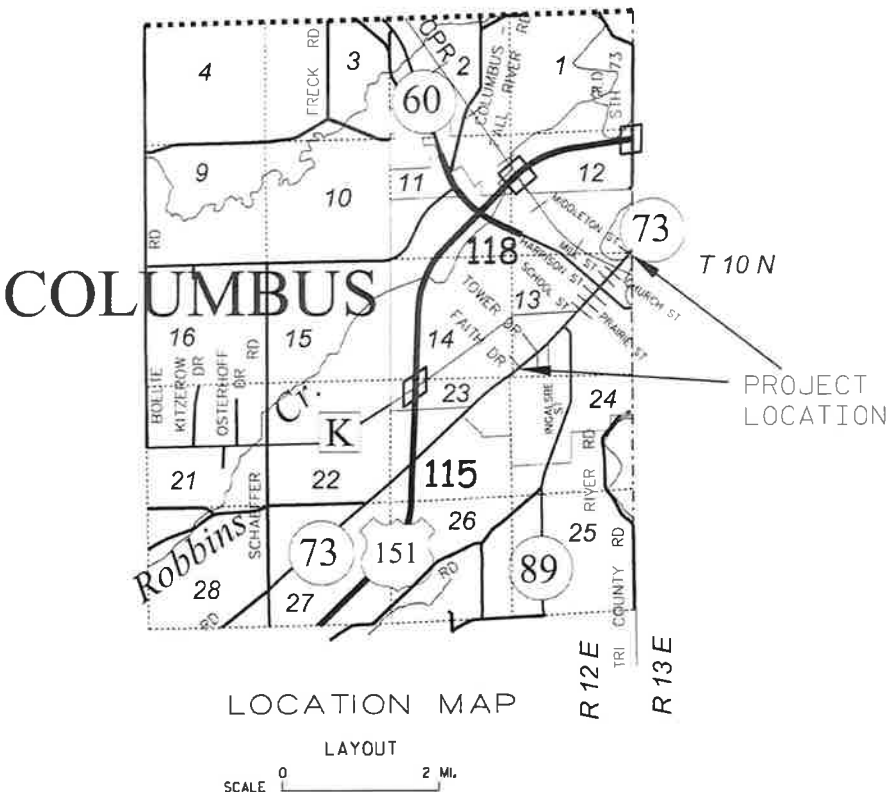 4
FRECK RD
3
OPR.
2
COLUMBUS -
ALL RIVER
RD
1
RD
STH 73
60
9
10
11
12
RD
MIDDLETON ST
73
T 10 N
118
HARRISON ST
MILL ST
CHURCH ST
SCHOOL ST
PRAIRIE ST
COLUMBUS
TOWER DR
13
FAITH DR
14
16
15
BOLLTE
KITZEROW DR
OSTERHOFF DR
RD
Cr.
23
INGALSBE ST
24
PROJECT
LOCATION
K
21
22
115
RIVER RD
SCHAEFFER
26
25
Robbins
73
151
89
28
27
RD
RD
TRI COUNTY RD
R 12 E
R 13 E
LOCATION MAP
LAYOUT
SCALE 0 2 MI.